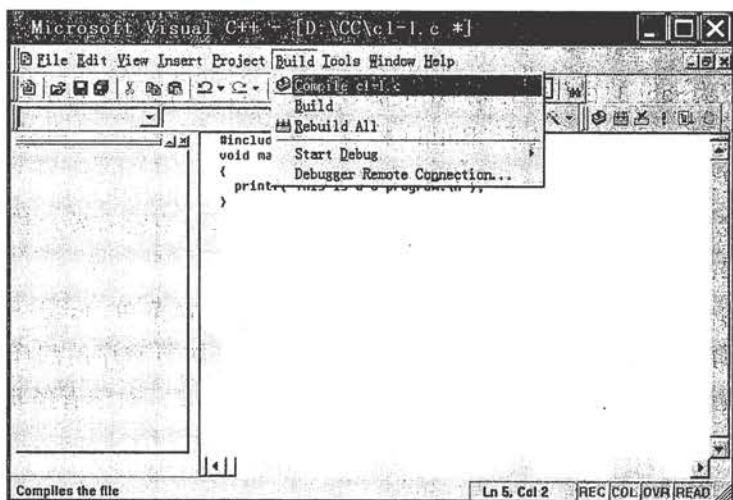 Microsoft Visual C++ - [D:\CC\c1-1.c *]
File Edit View Insert Project Build Tools Window Help
Compile c1-1.c
Build
Rebuild All
Start Debug
Debugger Remote Connection...
#includ
void ma
{
}
Compiles the file
Ln 5, Col 2
REC COL OVR READ